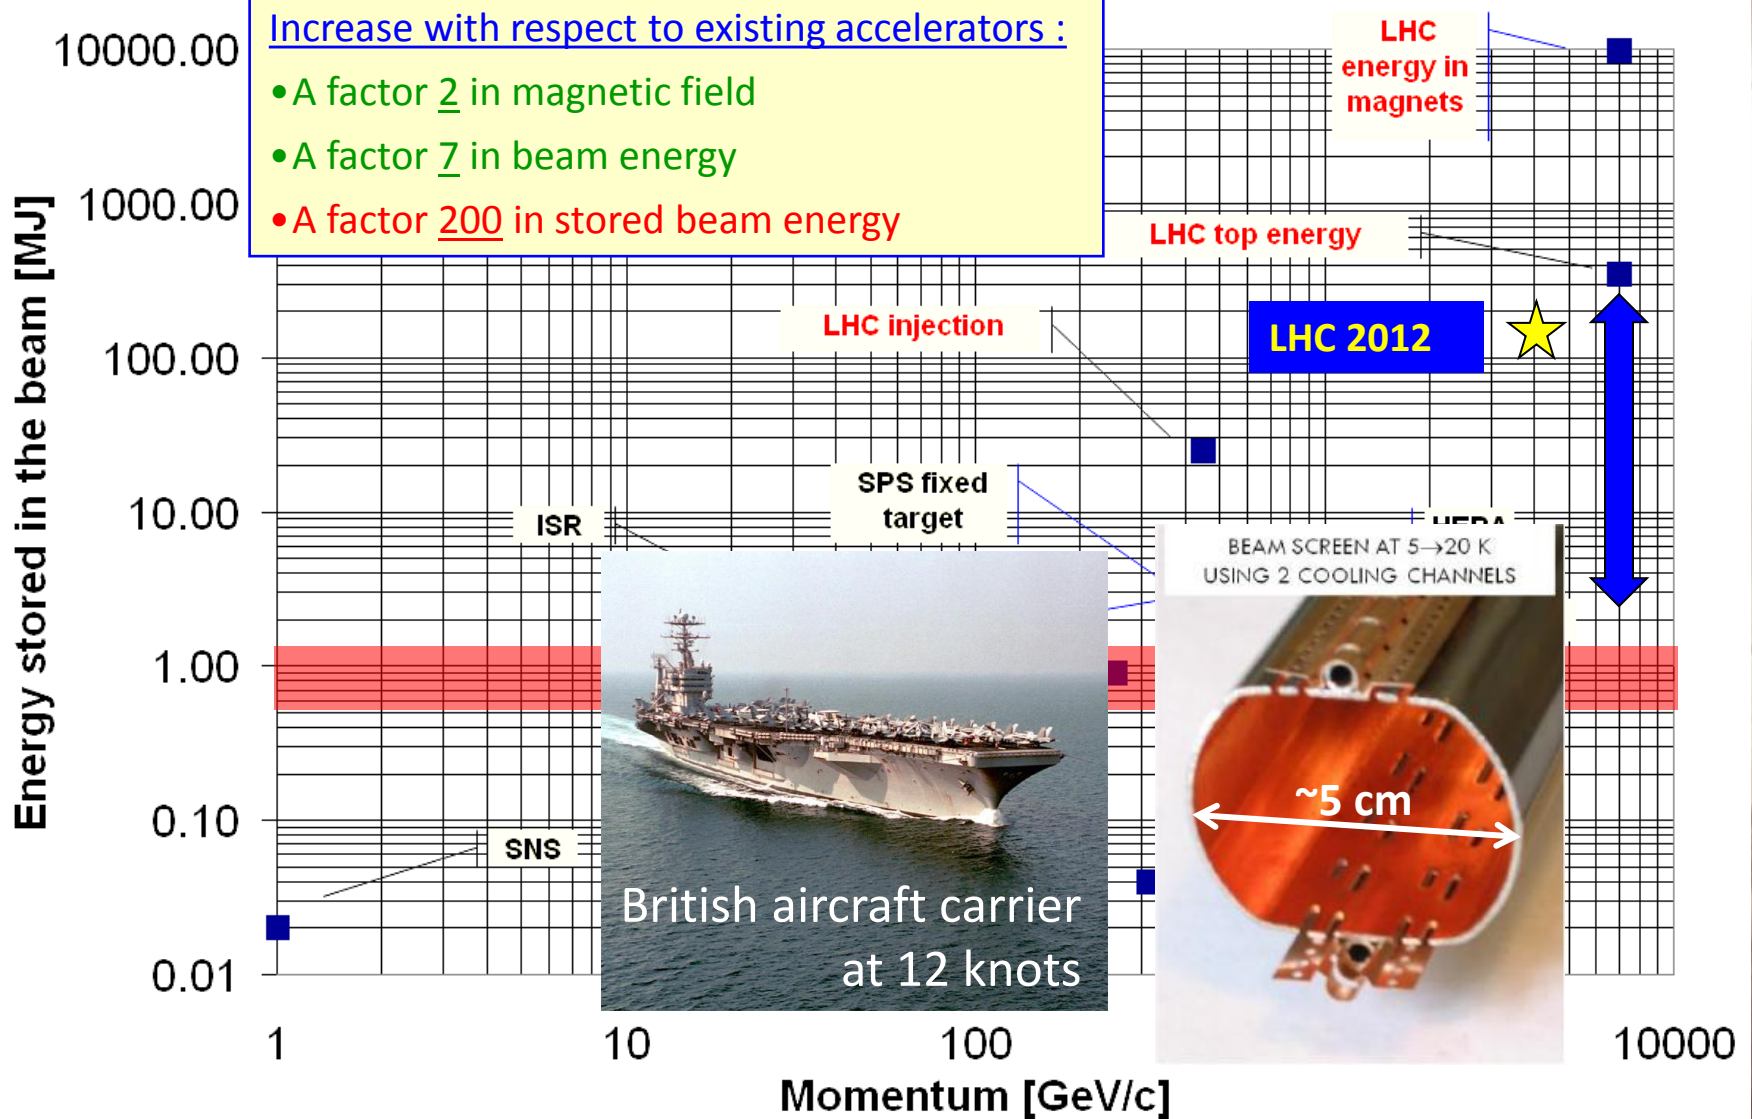 Increase with respect to existing accelerators :
•A factor 2 in magnetic field
•A factor 7 in beam energy
•A factor 200 in stored beam energy
LHC
energy in
magnets
LHC top energy
LHC injection
LHC 2012
SPS fixed
target
ISR
HERA
BEAM SCREEN AT 5→20 K
USING 2 COOLING CHANNELS
~5 cm
SNS
British aircraft carrier
at 12 knots
Energy stored in the beam [MJ]
10000.00
1000.00
100.00
10.00
1.00
0.10
0.01
1
10
100
10000
Momentum [GeV/c]